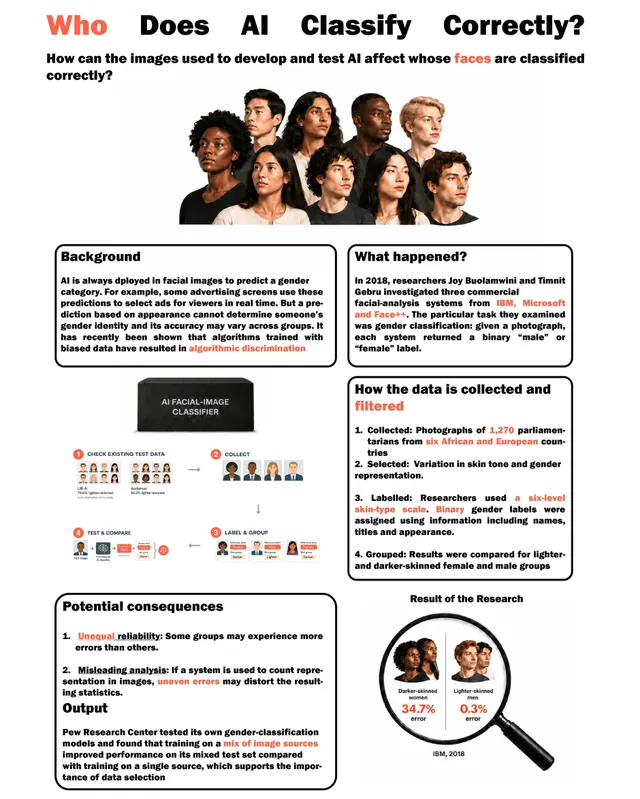 Who Does AI Classify Correctly?
How can the images used to develop and test AI affect whose faces are classified
correctly?
Background
AI is always dployed in facial images to predict a gender
category. For example, some advertising screens use these
predictions to select ads for viewers in real time. But a pre-
diction based on appearance cannot determine someone's
gender identity and its accuracy may vary across groups. It
has recently been shown that algorithms trained with
biased data have resulted in algorithmic discrimination
What happened?
In 2018, researchers Joy Buolamwini and Timnit
Gebru investigated three commercial
facial-analysis systems from IBM, Microsoft
and Face++. The particular task they examined
was gender classification: given a photograph,
each system returned a binary “male” or
“female” label.
AI FACIAL-IMAGE
CLASSIFIER
1 CHECK EXISTING TEST DATA
2 COLLECT
IJB-A:
79.6% lighter-skinned
Audience:
86.2% lighter-skinned
4 TEST & COMPARE
3 LABEL & GROUP
Darker
Lighter
Darker
How the data is collected and
filtered
1. Collected: Photographs of 1,270 parliamen-
tarians from six African and European coun-
tries
2. Selected: Variation in skin tone and gender
representation.
3. Labelled: Researchers used a six-level
skin-type scale. Binary gender labels were
assigned using information including names,
titles and appearance.
4. Grouped: Results were compared for lighter-
and darker-skinned female and male groups
Potential consequences
1. Unequal reliability: Some groups may experience more
errors than others.
2. Misleading analysis: If a system is used to count repre-
sentation in images, uneven errors may distort the result-
ing statistics.
Output
Pew Research Center tested its own gender-classification
models and found that training on a mix of image sources
improved performance on its mixed test set compared
with training on a single source, which supports the impor-
tance of data selection
Result of the Research
Darker-skinned
women
34.7%
error
Lighter-skinned
men
0.3%
error
IBM, 2018